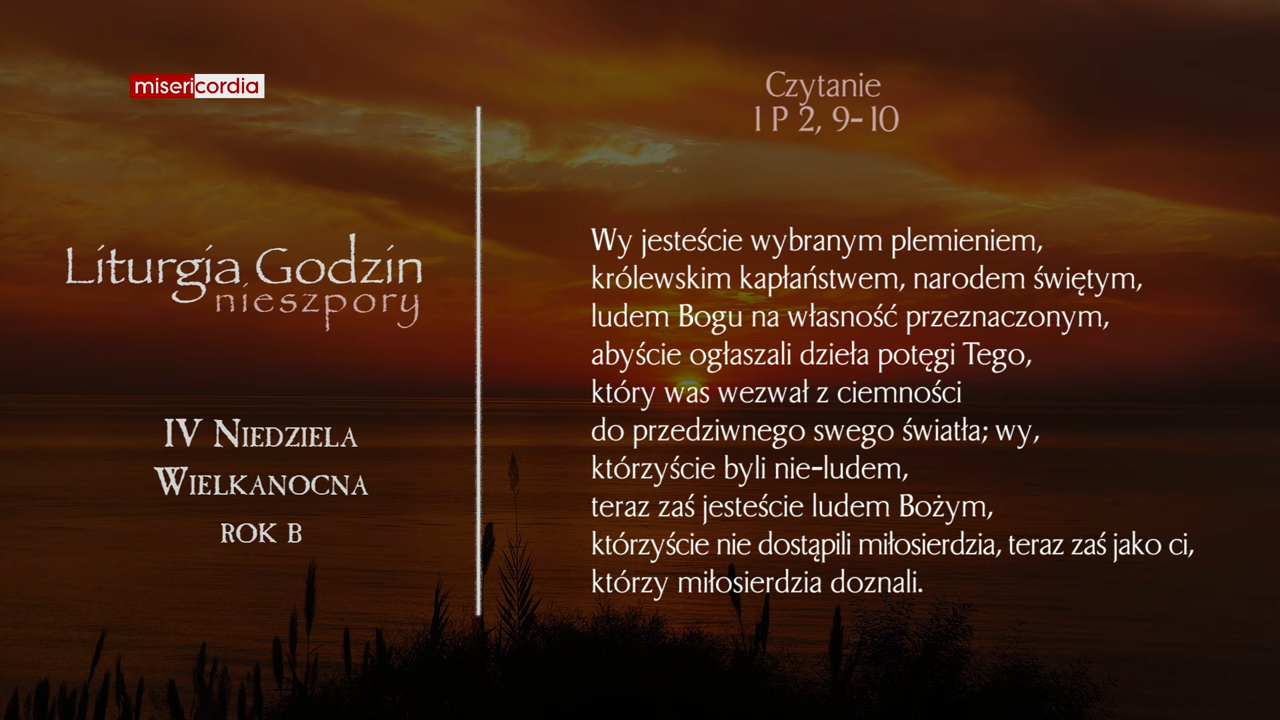 misericordia
Liturgia Godzin
nieszpory
IV Niedziela
Wielkanocna
rok B
Czytanie
1 P 2, 9-10
Wy jesteście wybranym plemieniem,
królewskim kapłaństwem, narodem świętym,
ludem Bogu na własność przeznaczonym,
abyście ogłaszali dzieła potęgi Tego,
który was wezwał z ciemności
do przedziwnego swego światła; wy,
którzyście byli nie-ludem,
teraz zaś jesteście ludem Bożym,
którzyście nie dostąpili miłosierdzia, teraz zaś jako ci,
którzy miłosierdzia doznali.